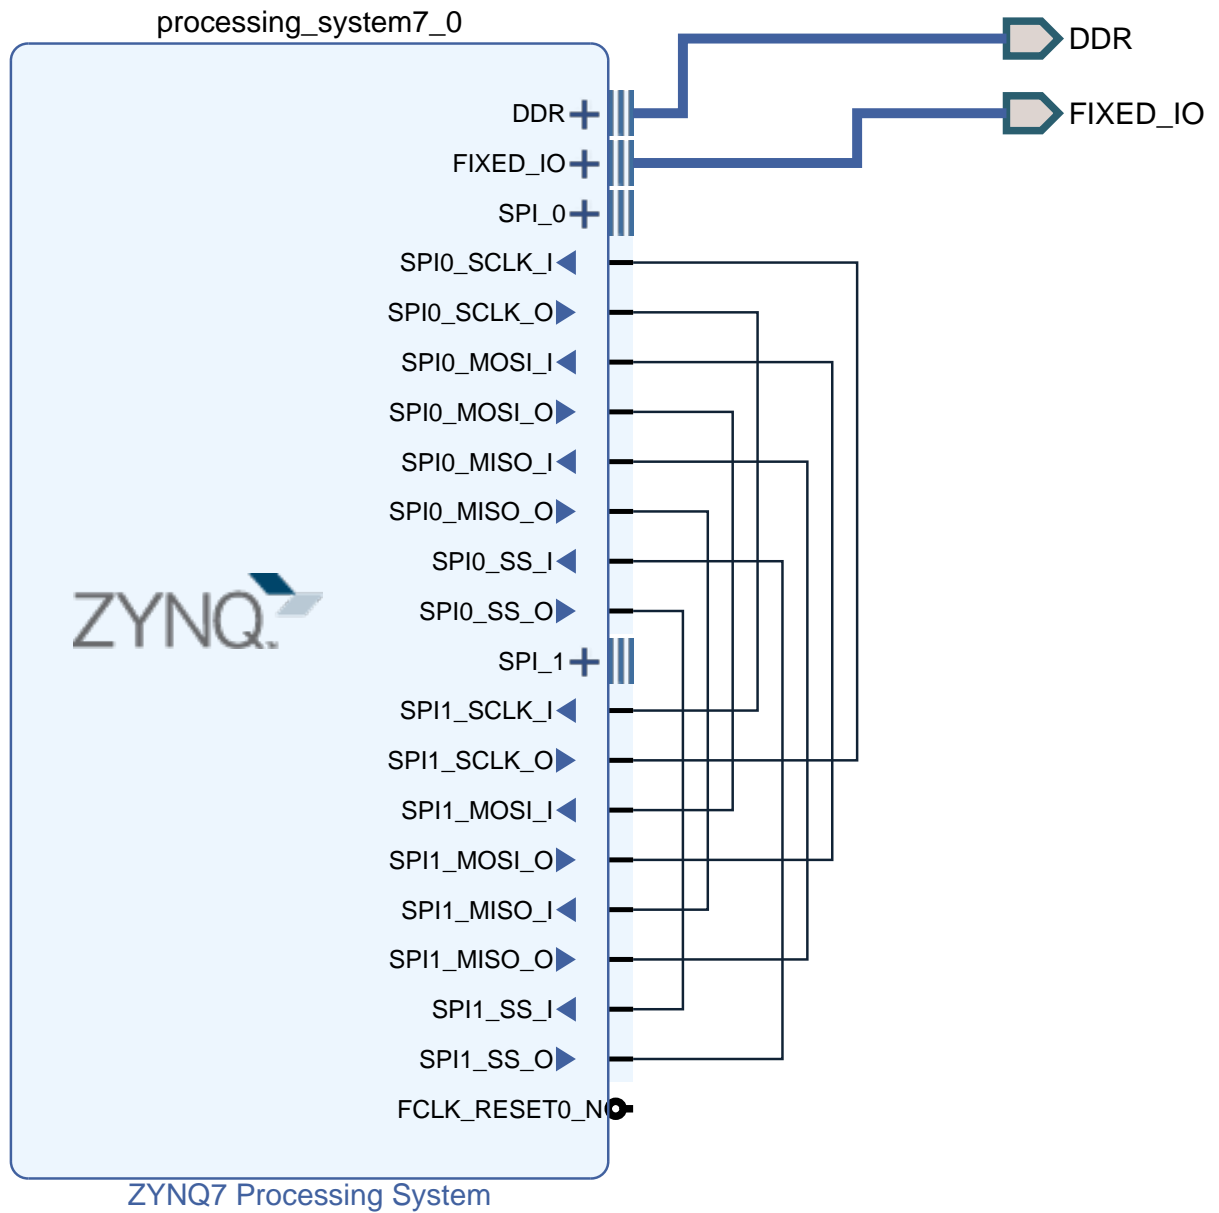 processing_system7_0
DDR
FIXED_IO
DDR
FIXED_IO
SPI_0
SPI0_SCLK_I
SPI0_SCLK_O
SPI0_MOSI_I
SPI0_MOSI_O
SPI0_MISO_I
SPI0_MISO_O
SPI0_SS_I
SPI0_SS_O
ZYNQ
SPI_1
SPI1_SCLK_I
SPI1_SCLK_O
SPI1_MOSI_I
SPI1_MOSI_O
SPI1_MISO_I
SPI1_MISO_O
SPI1_SS_I
SPI1_SS_O
FCLK_RESET0_N
ZYNQ7 Processing System